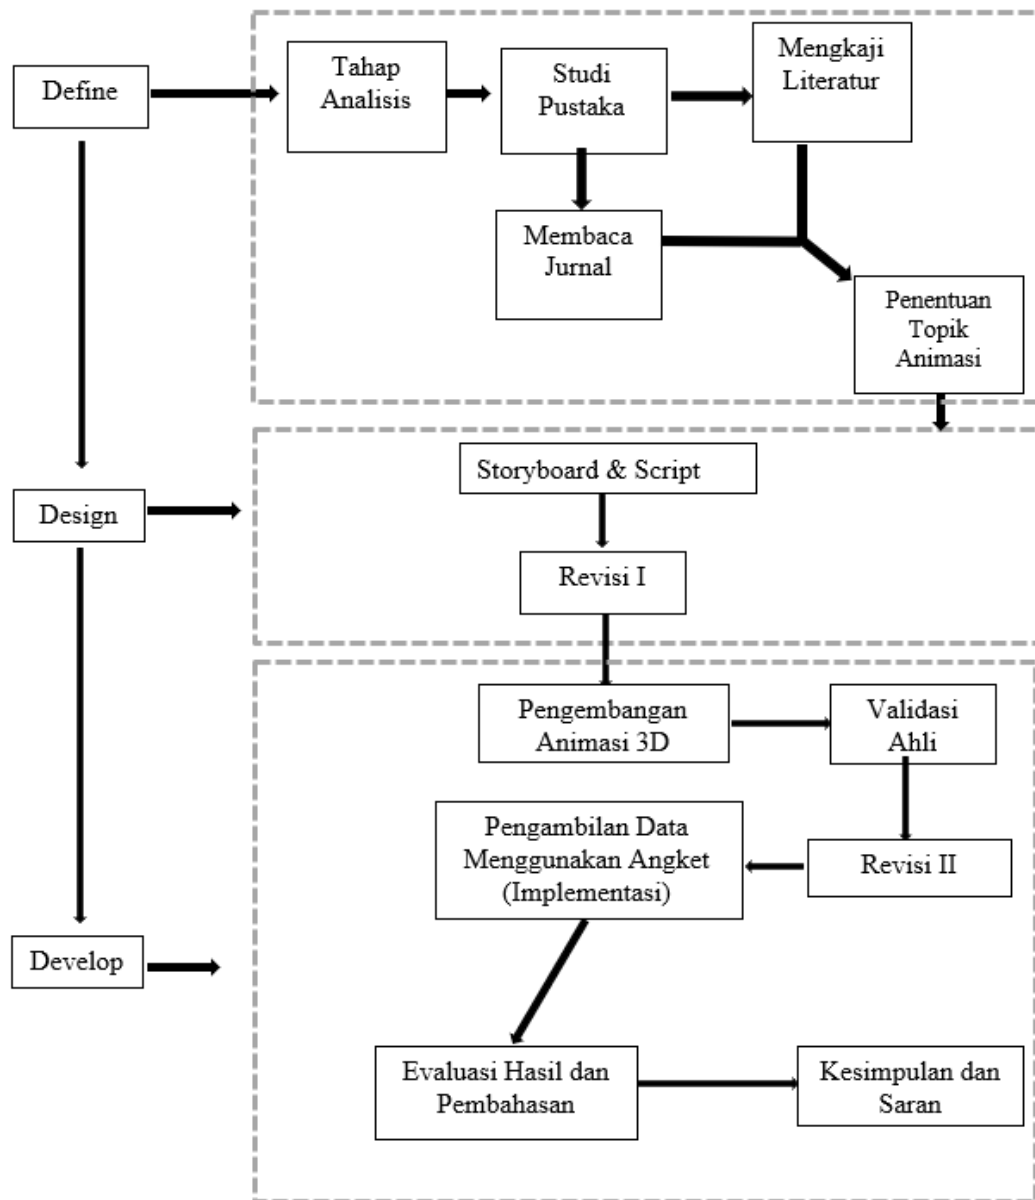 Define
Tahap
Analisis
Studi
Pustaka
Mengkaji
Literatur
Membaca
Jurnal
Penentuan
Topik
Animasi
Design
Storyboard & Script
Revisi I
Develop
Pengembangan
Animasi 3D
Validasi
Ahli
Revisi II
Pengambilan Data
Menggunakan Angket
(Implementasi)
Evaluasi Hasil dan
Pembahasan
Kesimpulan dan
Saran